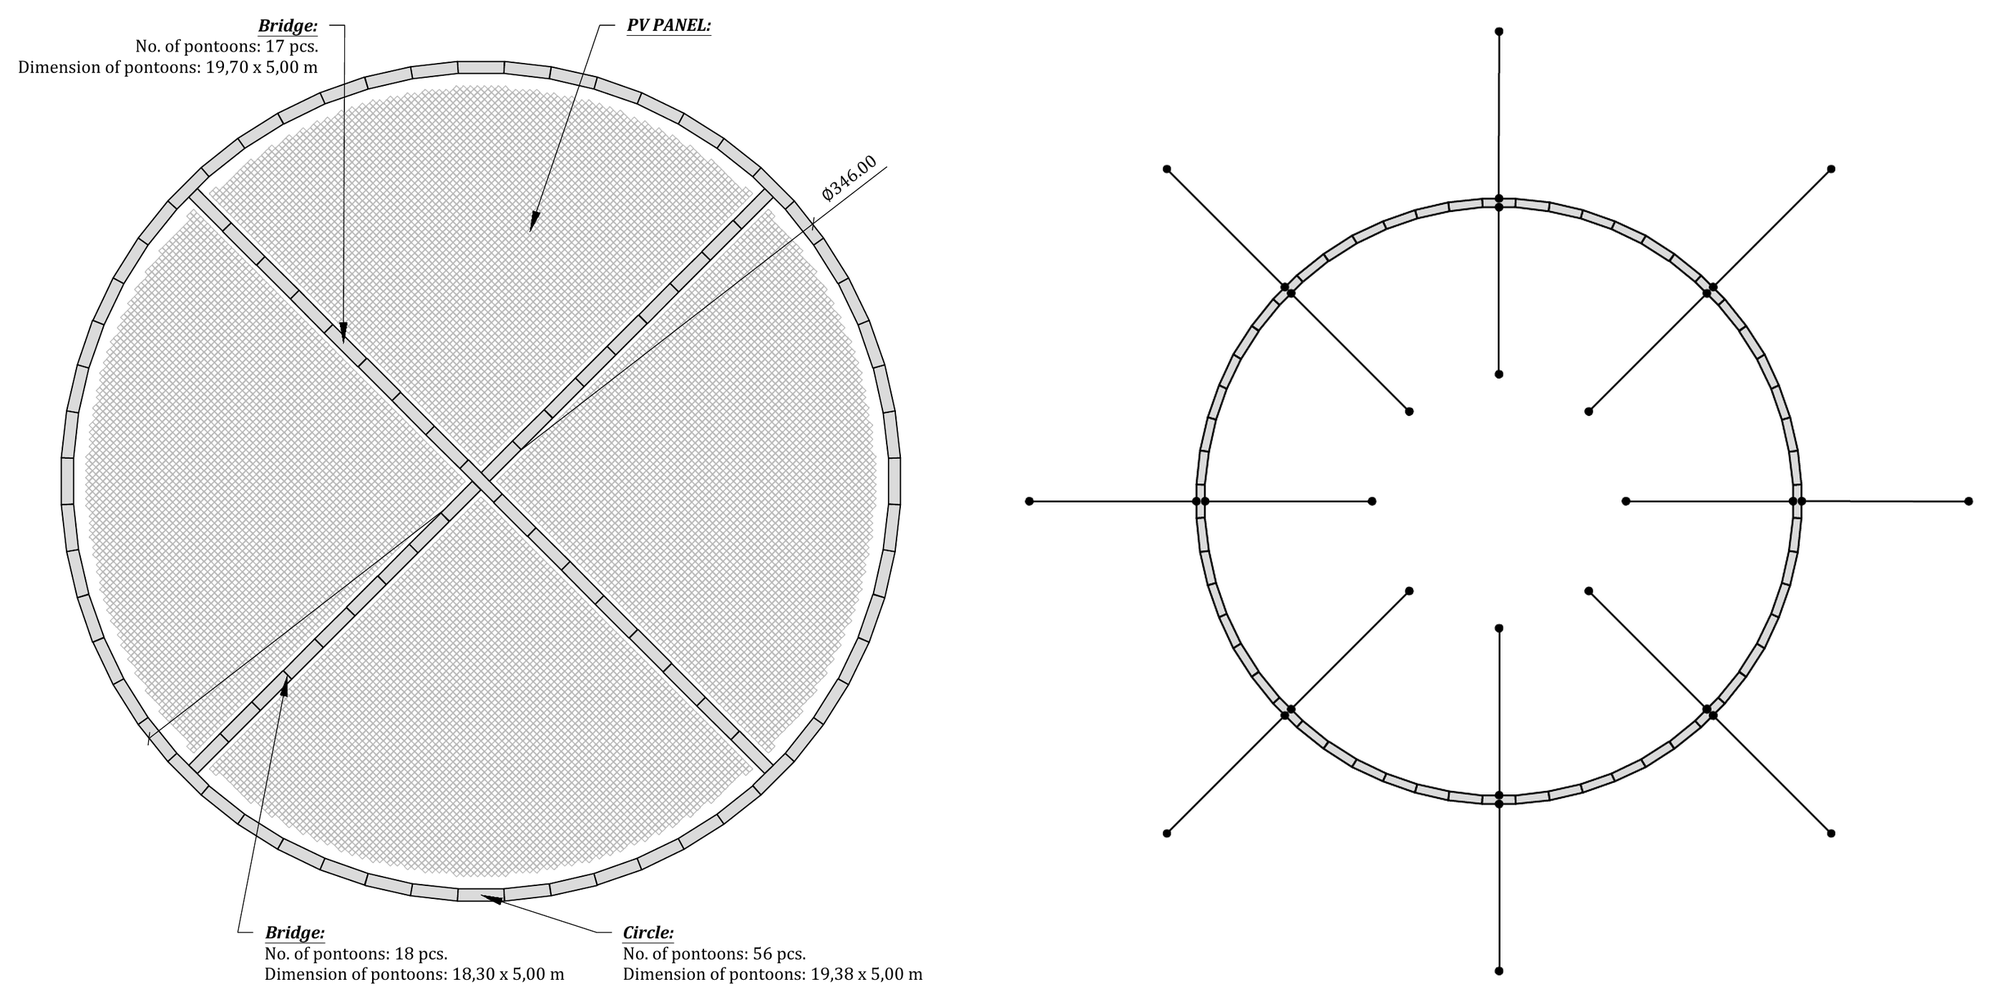 Bridge:
No. of pontoons: 17 pcs.
Dimension of pontoons: 19,70 x 5,00 m
PV PANEL:
Ø346.00
Bridge:
No. of pontoons: 18 pcs.
Dimension of pontoons: 18,30 x 5,00 m
Circle:
No. of pontoons: 56 pcs.
Dimension of pontoons: 19,38 x 5,00 m